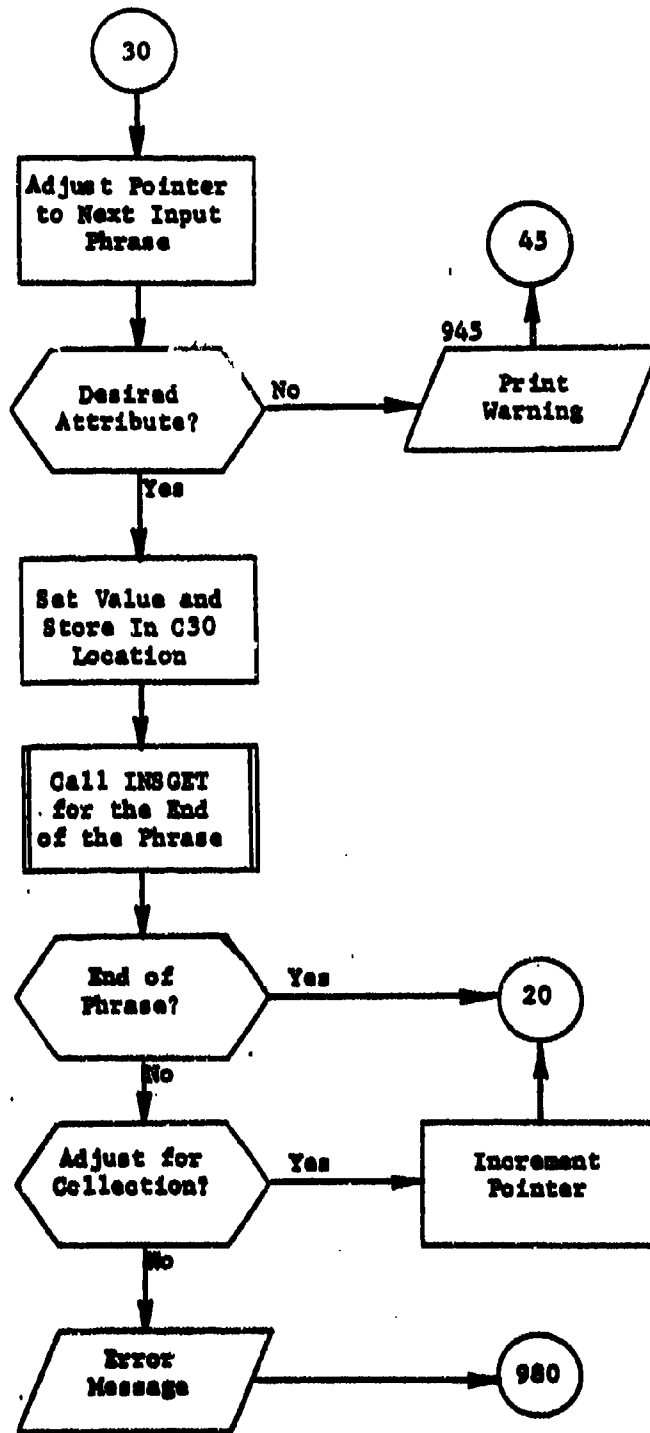 30
Adjust Pointer
to Next Input
Phrase
45
945
Print
Warning
Desired
Attribute?
No
Yes
Set Value and
Store In C30
Location
Call INSGET
for the End
of the Phrase
End of
Phrase?
Yes
20
No
Adjust for
Collection?
Yes
Increment
Pointer
No
Error
Message
980